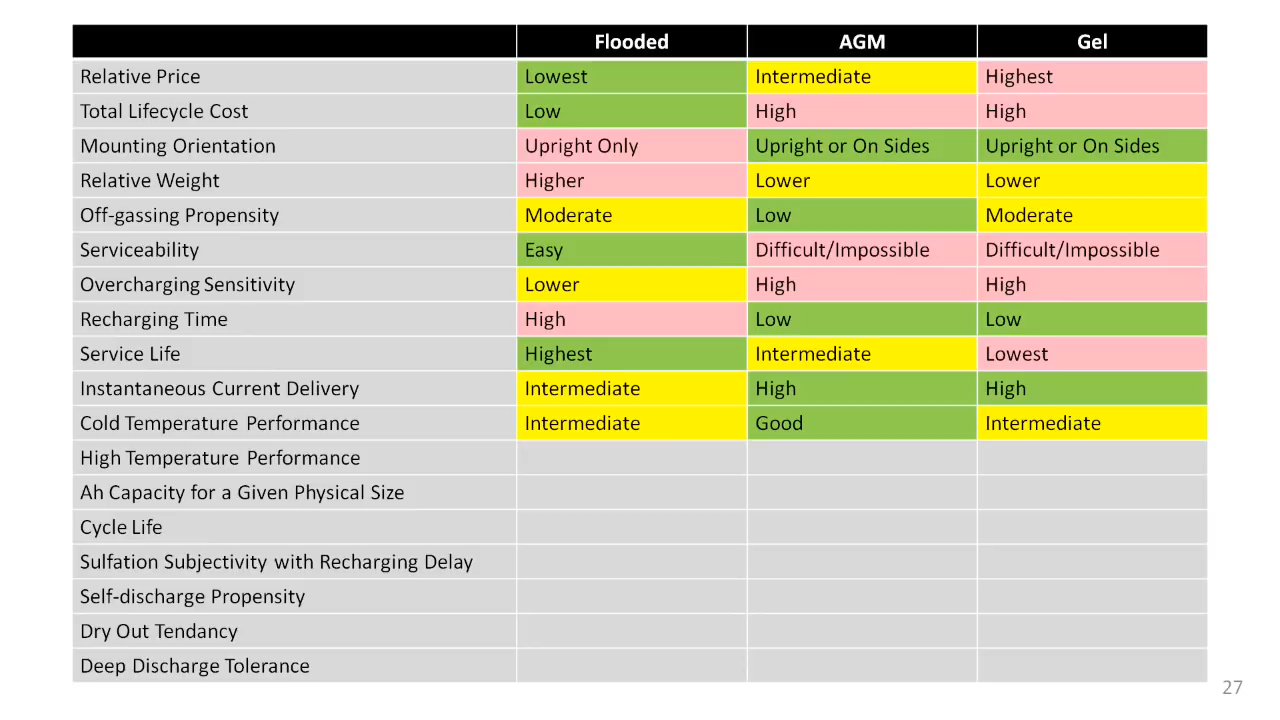 Flooded AGM Gel
Relative Price Lowest Intermediate Highest
Total Lifecycle Cost Low High High
Mounting Orientation Upright Only Upright or On Sides Upright or On Sides
Relative Weight Higher Lower Lower
Off-gassing Propensity Moderate Low Moderate
Serviceability Easy Difficult/Impossible Difficult/Impossible
Overcharging Sensitivity Lower High High
Recharging Time High Low Low
Service Life Highest Intermediate Lowest
Instantaneous Current Delivery Intermediate High High
Cold Temperature Performance Intermediate Good Intermediate
High Temperature Performance
Ah Capacity for a Given Physical Size
Cycle Life
Sulfation Subjectivity with Recharging Delay
Self-discharge Propensity
Dry Out Tendancy
Deep Discharge Tolerance
27